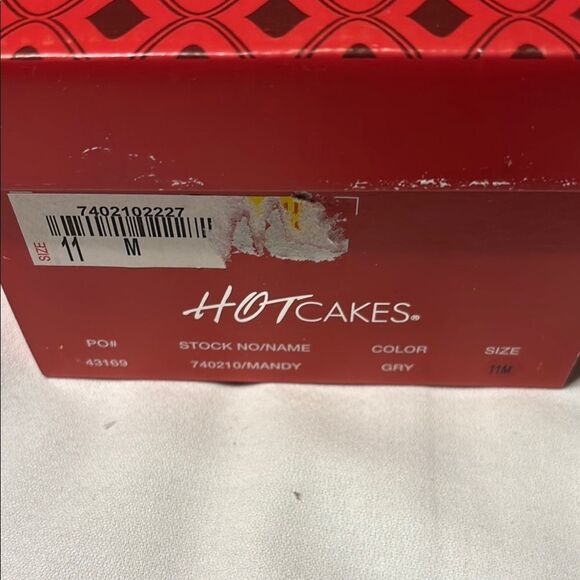 7402102227
SIZE 11 M
HOTCAKES®
PO# STOCK NO/NAME COLOR SIZE
43169 740210/MANDY GRY 11M